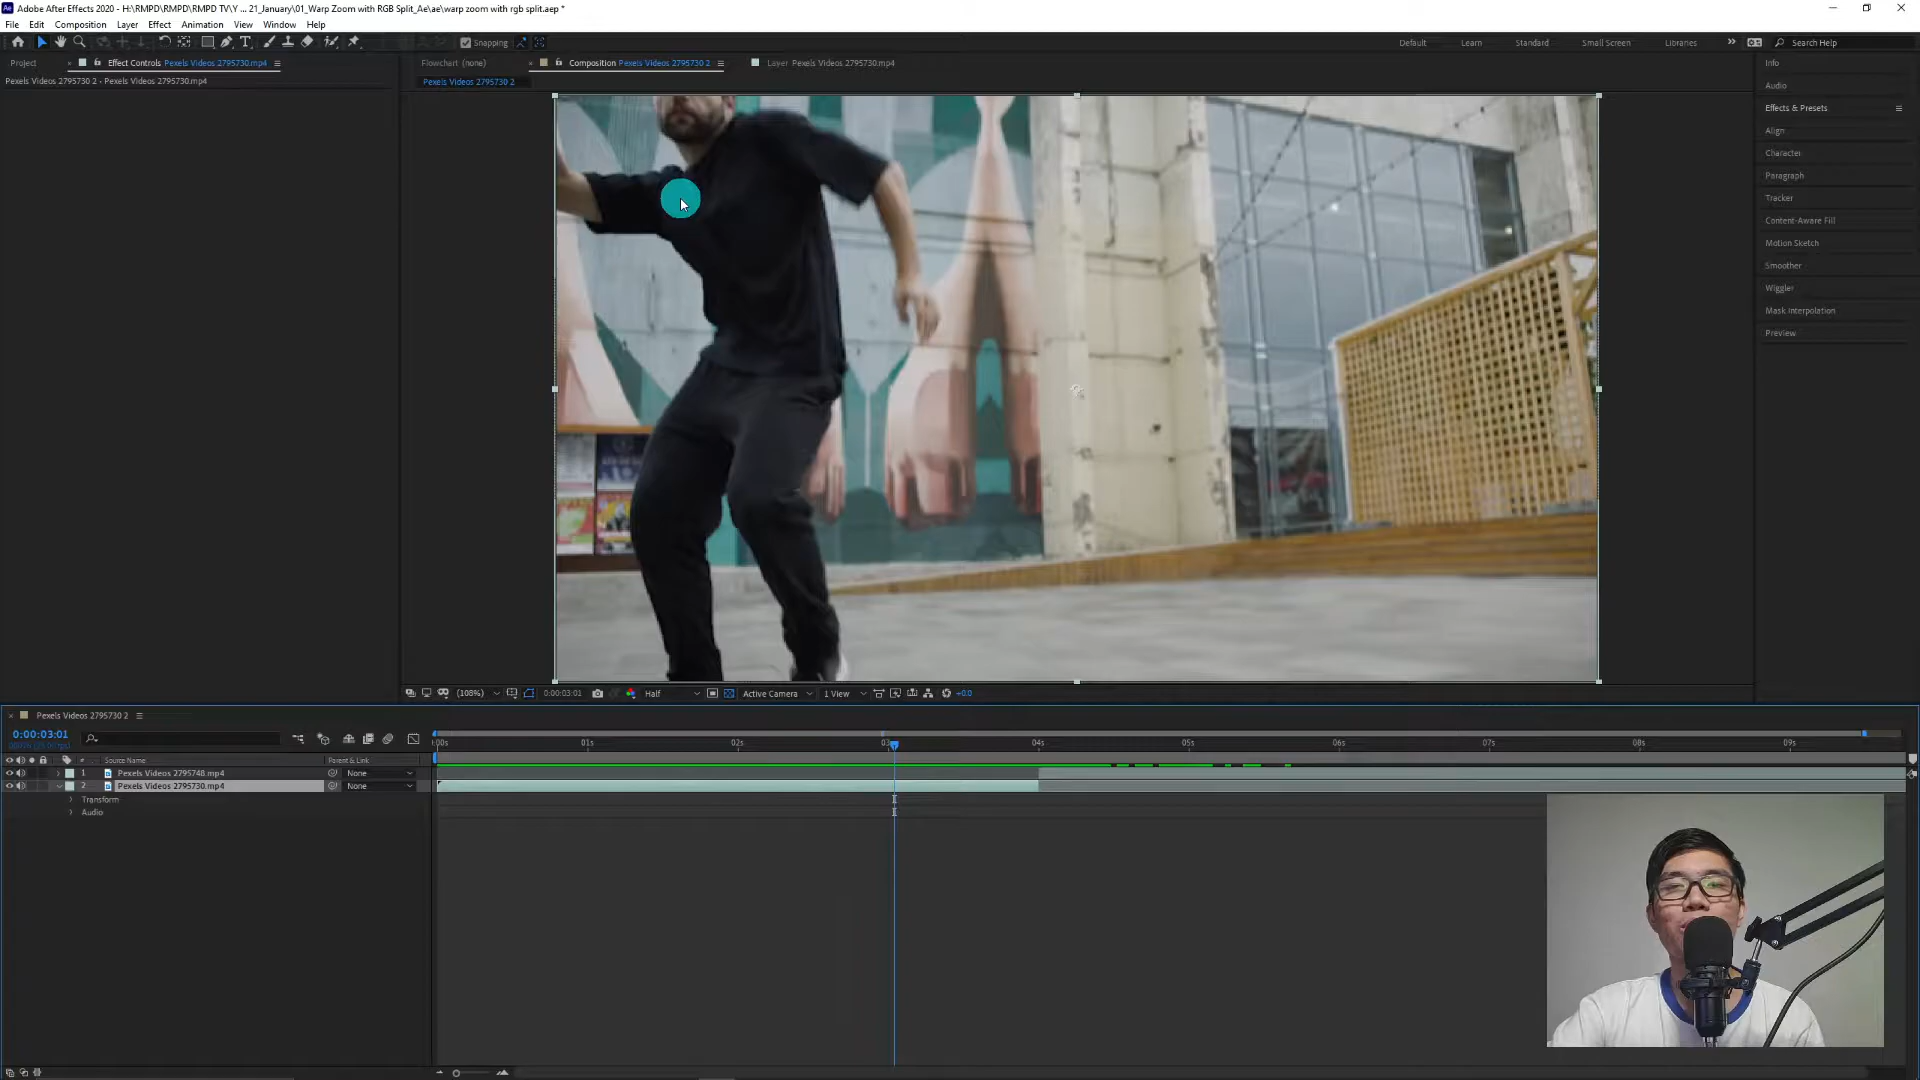 Adobe After Effects 2020 - H:\RMPD\RMPD TV\Y ... 21_January\01_Warp Zoom with RGB Split_Ae\ae\warp zoom with rgb split.aep *
File Edit Composition Layer Effect Animation View Window Help
Snapping
Default Learn Standard Small Screen Libraries Search Help
Project Effect Controls Pexels Videos 2795730.mp4
Flowchart (none) Composition Pexels Videos 2795730 2 Layer Pexels Videos 2795730.mp4
Pexels Videos 2795730 2 · Pexels Videos 2795730.mp4
Pexels Videos 2795730 2
Info
Audio
Effects & Presets
Align
Character
Paragraph
Tracker
Content-Aware Fill
Motion Sketch
Smoother
Wiggler
Mask Interpolation
Preview
(108%) 0:00:03:01 Half Active Camera 1 View +0.0
Pexels Videos 2795730 2
0:00:03:01
:00s 01s 02s 03s 04s 05s 06s 07s 08s 09s
# Source Name Parent & Link
1 Pexels Videos 2795748.mp4 None
2 Pexels Videos 2795730.mp4 None
Transform
Audio